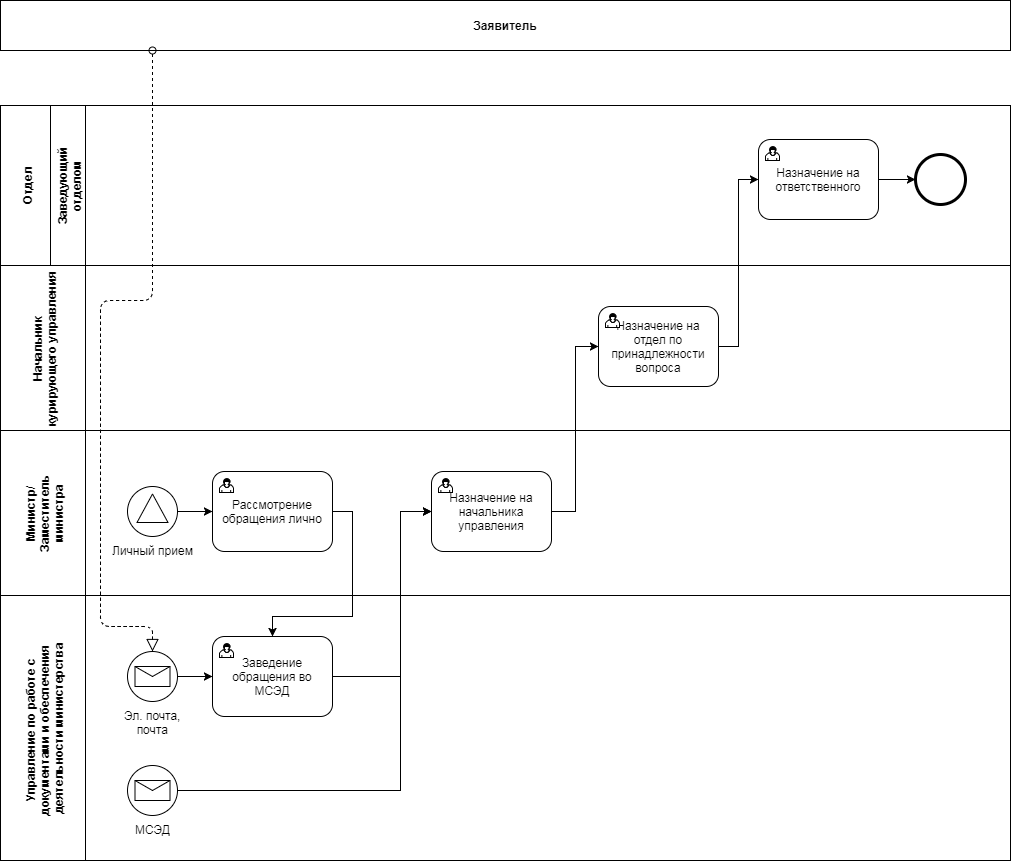 Заявитель
Отдел
Заведующий
отделом
Назначение на
ответственного
Начальник
курирующего управления
Назначение на
отдел по
принадлежности
вопроса
Министр/
Заместитель
министра
Личный прием
Рассмотрение
обращения лично
Назначение на
начальника
управления
Управление по работе с
документами и обеспечения
деятельности министерства
Эл. почта,
почта
Заведение
обращения во
МСЭД
МСЭД